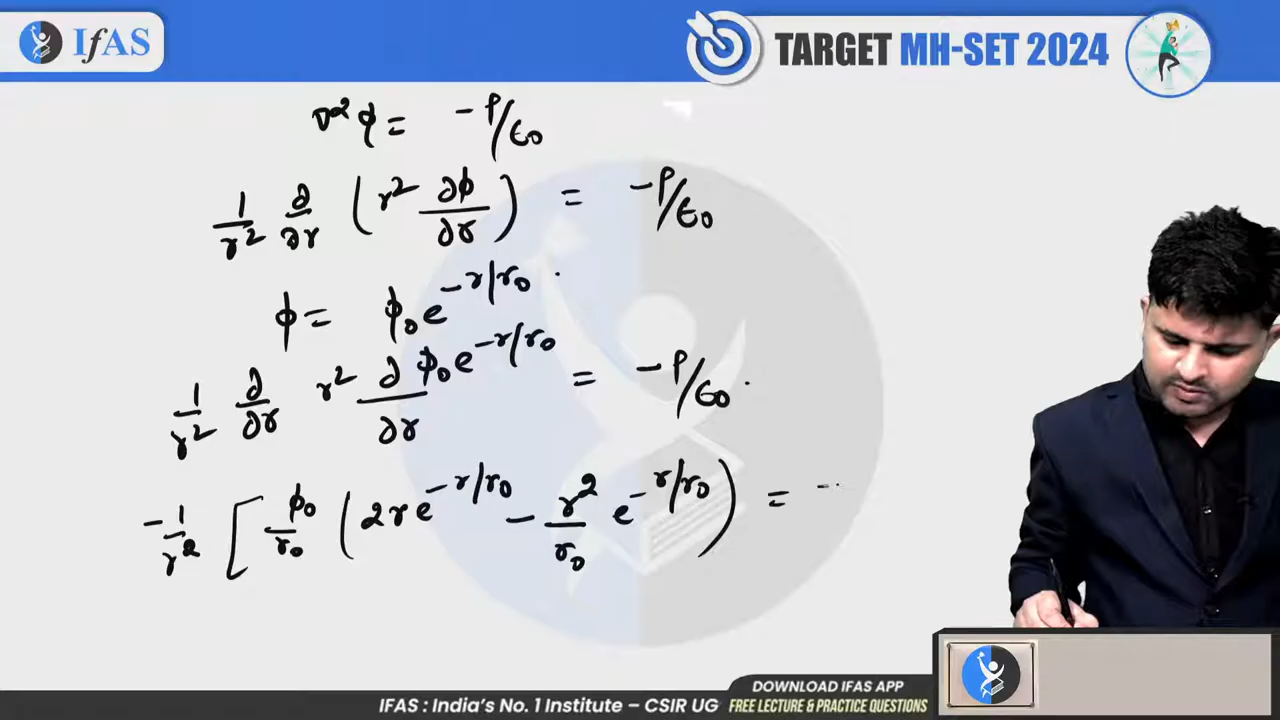 IfAS
TARGET MH-SET 2024
∇²φ = -ρ/ε₀
1/r² ∂/∂r (r² ∂φ/∂r) = -ρ/ε₀
φ = φ₀e^(-r/r₀).
1/r² ∂/∂r r² ∂φ₀e^(-r/r₀)/∂r = -ρ/ε₀.
-1/r² [φ₀/r₀ (2re^(-r/r₀) - r²/r₀ e^(-r/r₀)) = -
DOWNLOAD IFAS APP
IFAS : India's No. 1 Institute – CSIR UG FREE LECTURE & PRACTICE QUESTIONS